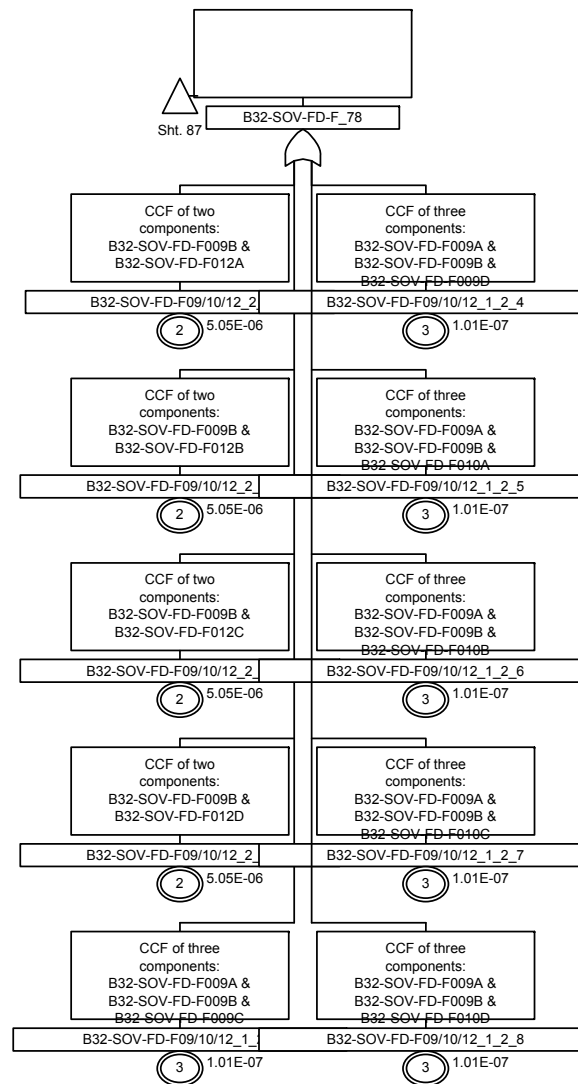 B32-SOV-FD-F_78
Sht. 87
CCF of two
components:
B32-SOV-FD-F009B &
B32-SOV-FD-F012A
B32-SOV-FD-F09/10/12_2_
2
5.05E-06
CCF of three
components:
B32-SOV-FD-F009A &
B32-SOV-FD-F009B &
B32-SOV-FD-F009D
B32-SOV-FD-F09/10/12_1_2_4
3
1.01E-07
CCF of two
components:
B32-SOV-FD-F009B &
B32-SOV-FD-F012B
B32-SOV-FD-F09/10/12_2_
2
5.05E-06
CCF of three
components:
B32-SOV-FD-F009A &
B32-SOV-FD-F009B &
B32-SOV-FD-F010A
B32-SOV-FD-F09/10/12_1_2_5
3
1.01E-07
CCF of two
components:
B32-SOV-FD-F009B &
B32-SOV-FD-F012C
B32-SOV-FD-F09/10/12_2_
2
5.05E-06
CCF of three
components:
B32-SOV-FD-F009A &
B32-SOV-FD-F009B &
B32-SOV-FD-F010B
B32-SOV-FD-F09/10/12_1_2_6
3
1.01E-07
CCF of two
components:
B32-SOV-FD-F009B &
B32-SOV-FD-F012D
B32-SOV-FD-F09/10/12_2_
2
5.05E-06
CCF of three
components:
B32-SOV-FD-F009A &
B32-SOV-FD-F009B &
B32-SOV-FD-F010C
B32-SOV-FD-F09/10/12_1_2_7
3
1.01E-07
CCF of three
components:
B32-SOV-FD-F009A &
B32-SOV-FD-F009B &
B32-SOV-FD-F009C
B32-SOV-FD-F09/10/12_1_
3
1.01E-07
CCF of three
components:
B32-SOV-FD-F009A &
B32-SOV-FD-F009B &
B32-SOV-FD-F010D
B32-SOV-FD-F09/10/12_1_2_8
3
1.01E-07